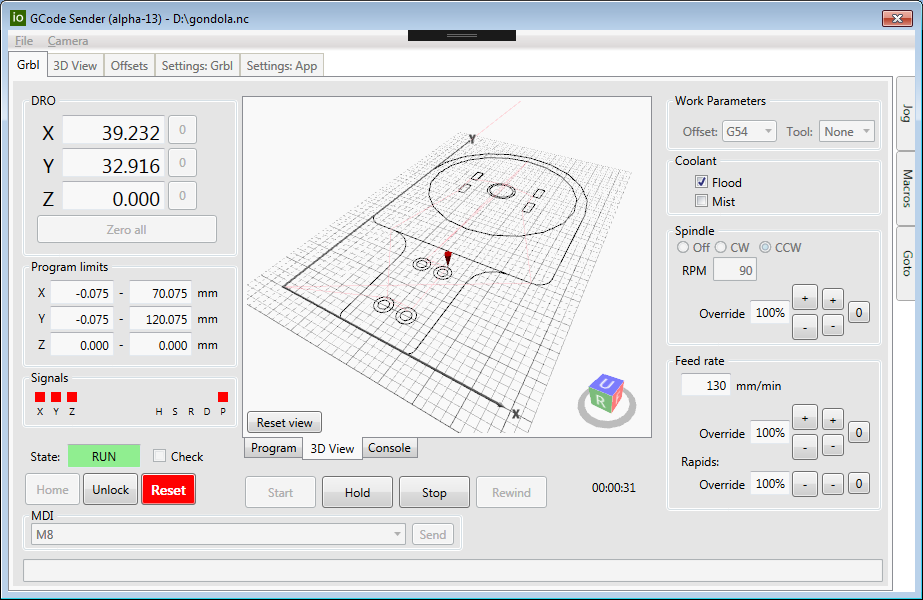 io GCode Sender (alpha-13) - D:\gondola.nc
File Camera
Grbl 3D View Offsets Settings: Grbl Settings: App
DRO
X 39.232 0
Y 32.916 0
Z 0.000 0
Zero all
Program limits
X -0.075 - 70.075 mm
Y -0.075 - 120.075 mm
Z 0.000 - 0.000 mm
Signals
X Y Z H S R D P
State: RUN Check
Home Unlock Reset
MDI
M8 Send
Y
X
U
R F
Reset view
Program 3D View Console
Start Hold Stop Rewind 00:00:31
Work Parameters
Offset: G54 Tool: None
Coolant
Flood
Mist
Spindle
Off CW CCW
RPM 90
Override 100% + + 0
- -
Feed rate
130 mm/min
Override 100% + + 0
- -
Rapids:
Override 100% - - 0
Jog
Macros
Goto